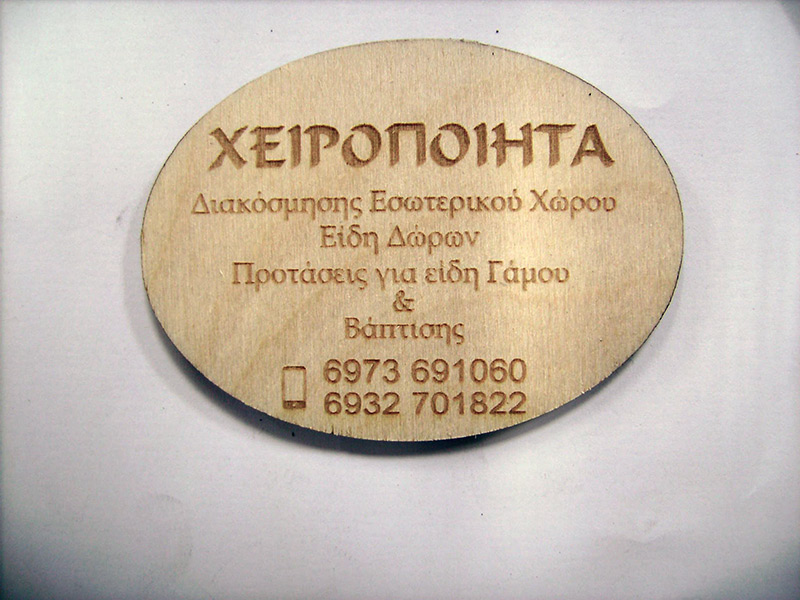 ΧΕΙΡΟΠΟΙΗΤΑ
Διακόσμησης Εσωτερικού Χώρου
Είδη Δώρων
Προτάσεις για είδη Γάμου
&
Βάπτισης
6973 691060
6932 701822